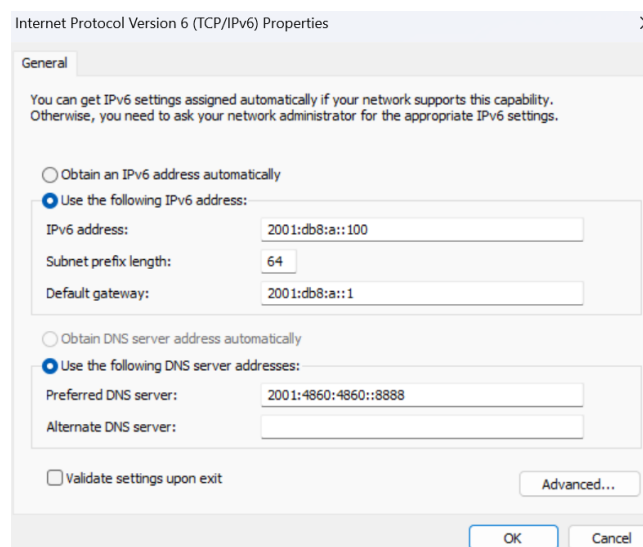 Internet Protocol Version 6 (TCP/IPv6) Properties
General
You can get IPv6 settings assigned automatically if your network supports this capability.
Otherwise, you need to ask your network administrator for the appropriate IPv6 settings.
Obtain an IPv6 address automatically
Use the following IPv6 address:
IPv6 address: 2001:db8:a::100
Subnet prefix length: 64
Default gateway: 2001:db8:a::1
Obtain DNS server address automatically
Use the following DNS server addresses:
Preferred DNS server: 2001:4860:4860::8888
Alternate DNS server:
Validate settings upon exit
Advanced...
OK Cancel